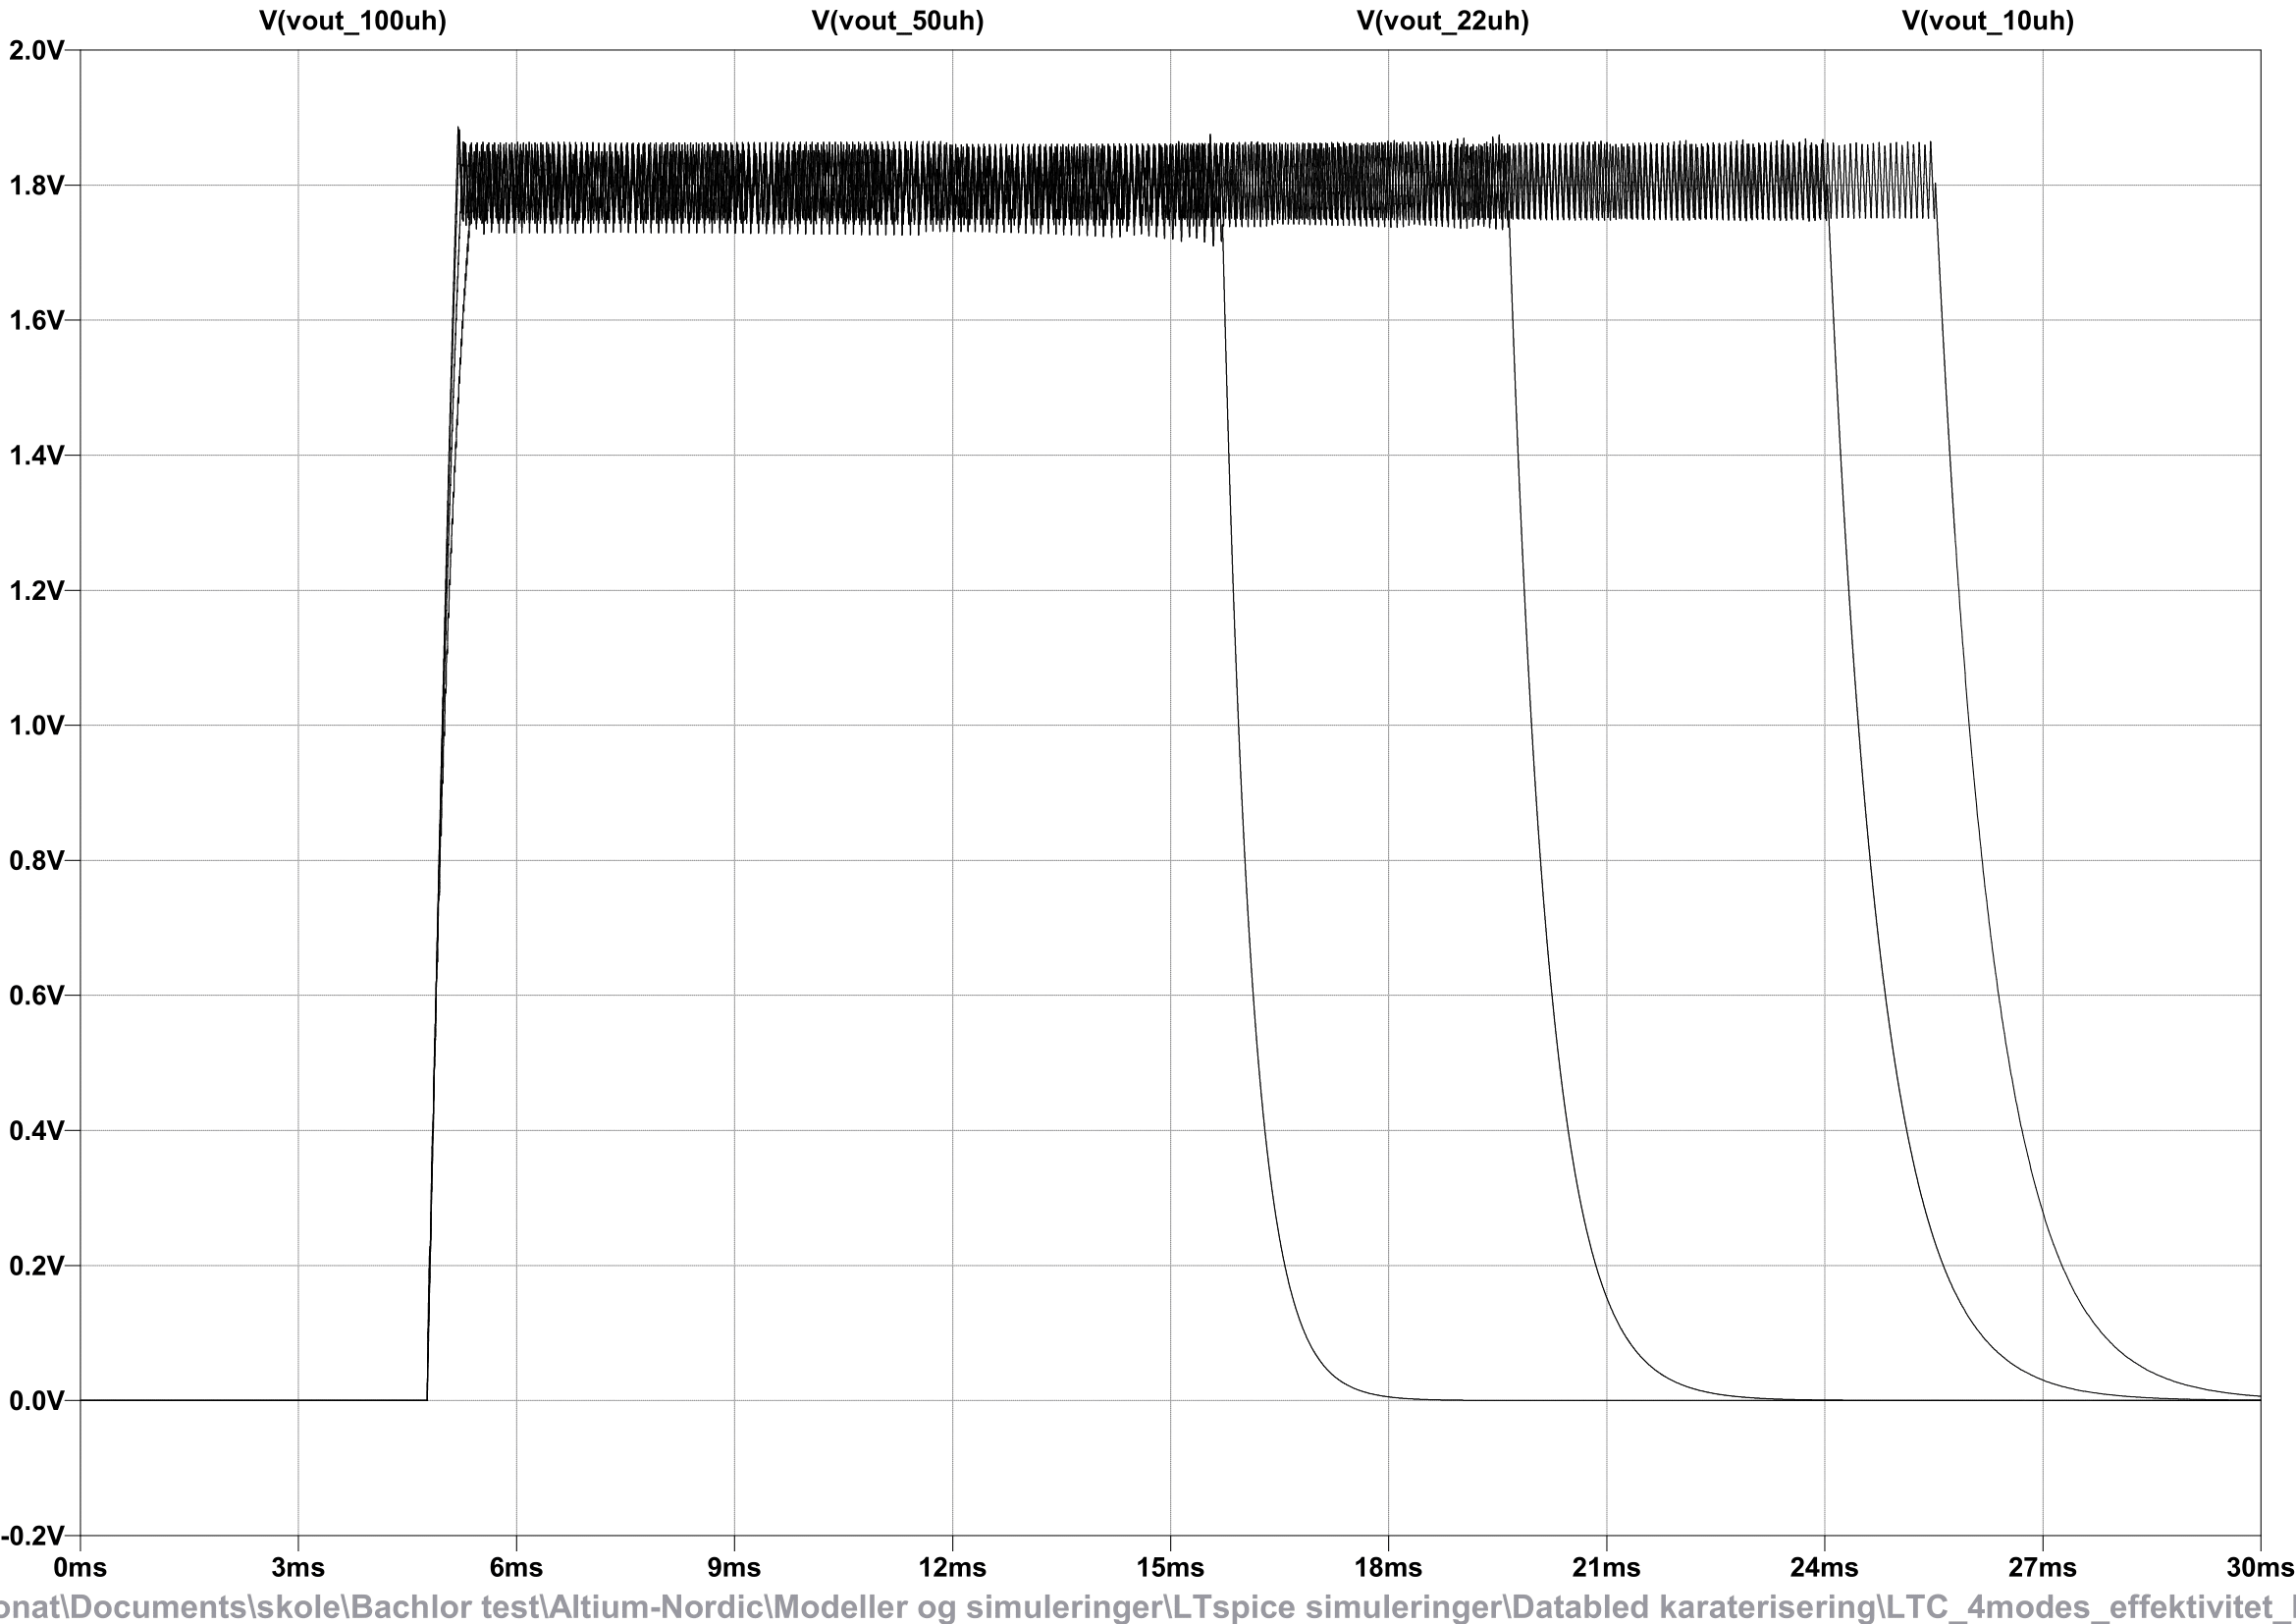 V(vout_100uh) V(vout_50uh) V(vout_22uh) V(vout_10uh)
2.0V
1.8V
1.6V
1.4V
1.2V
1.0V
0.8V
0.6V
0.4V
0.2V
0.0V
-0.2V
0ms 3ms 6ms 9ms 12ms 15ms 18ms 21ms 24ms 27ms 30ms
onat\Documents\skole\Bachlor test\Altium-Nordic\Modeller og simuleringer\LTspice simuleringer\Databled karaterisering\LTC_4modes_effektivitet_